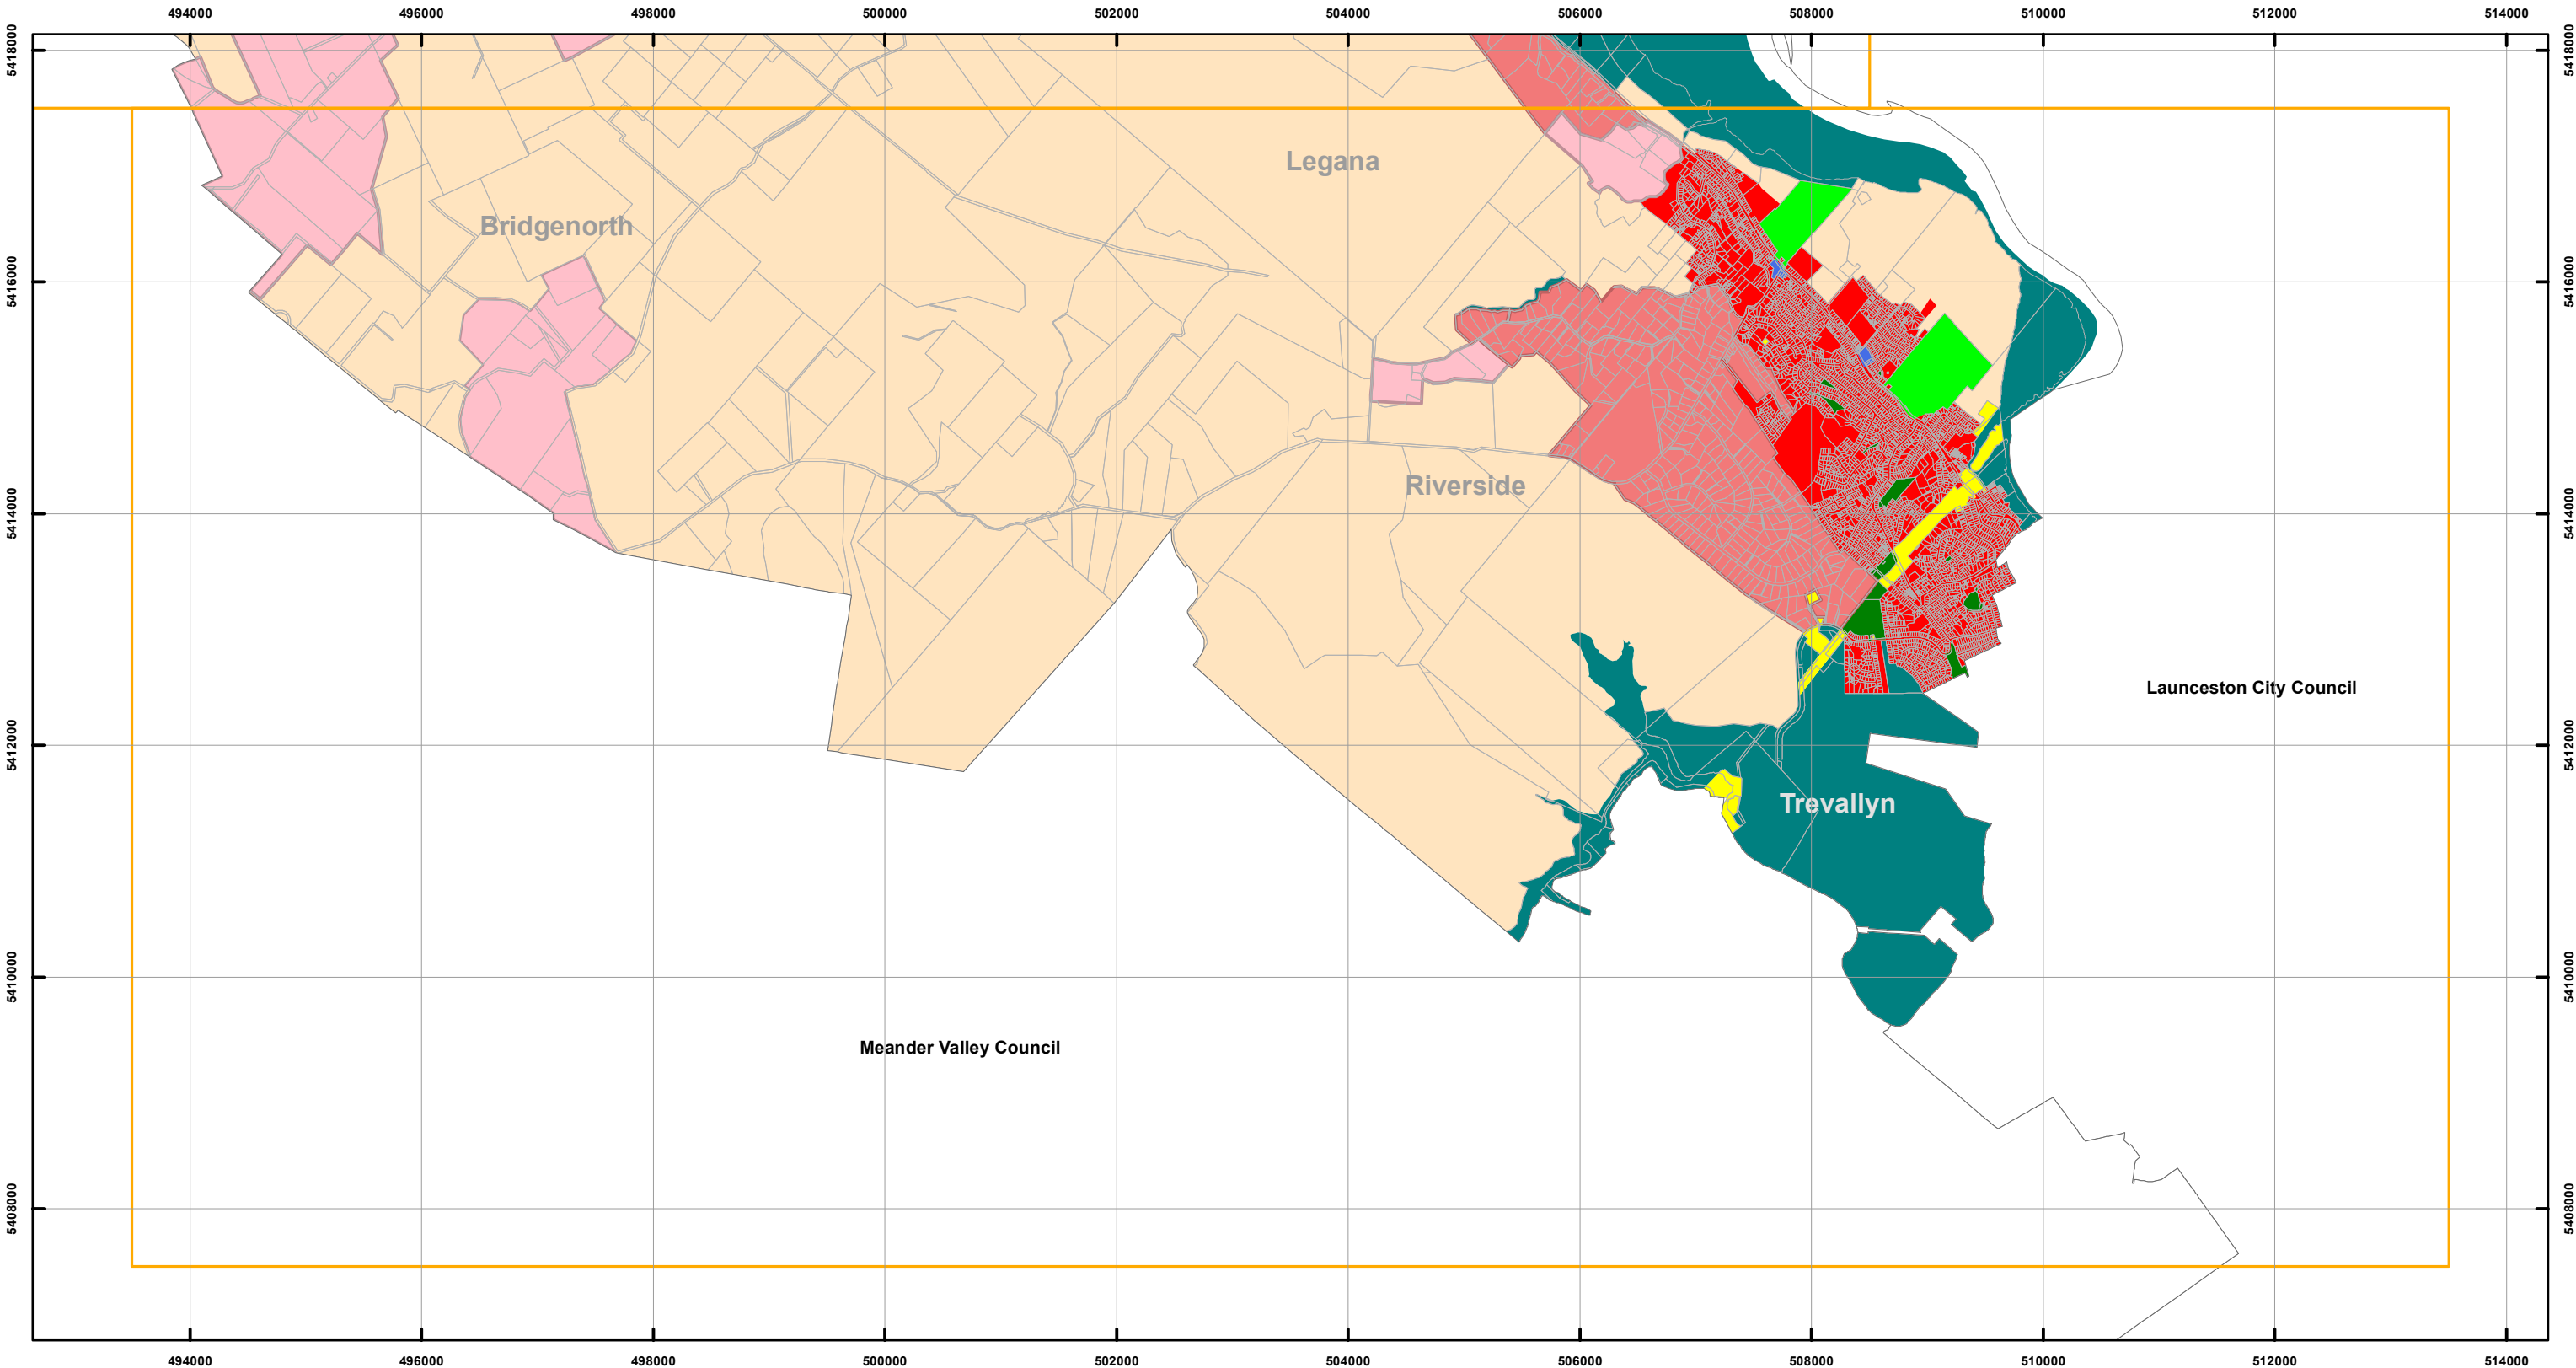 494000 496000 498000 500000 502000 504000 506000 508000 510000 512000 514000
5418000 5418000
Legana
Bridgenorth
5416000 5416000
Riverside
5414000 5414000
Launceston City Council
5412000 5412000
Trevallyn
5410000 5410000
Meander Valley Council
5408000 5408000
494000 496000 498000 500000 502000 504000 506000 508000 510000 512000 514000